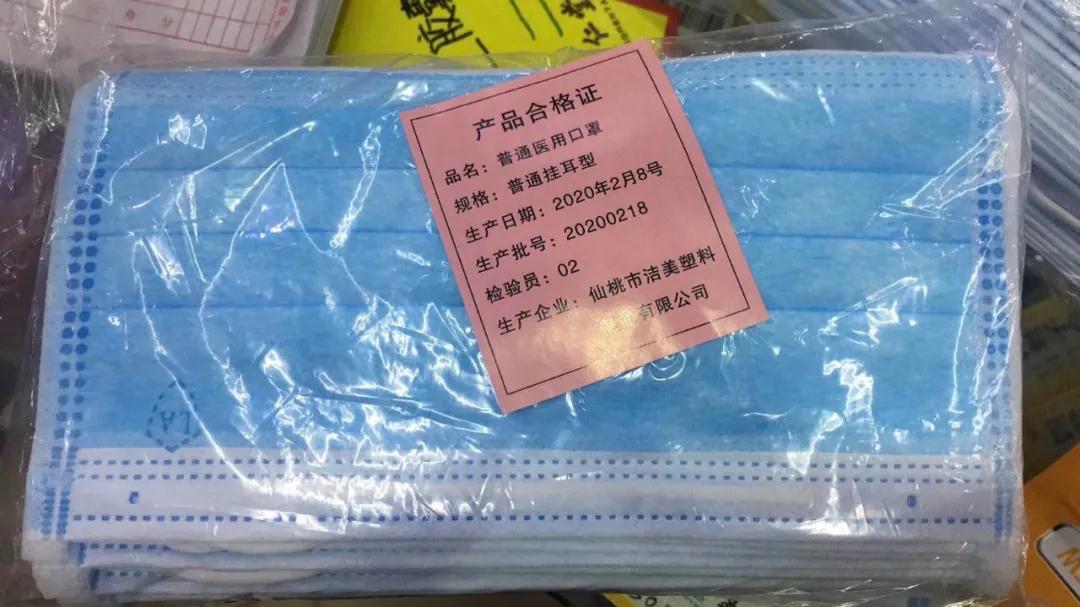 产品合格证
品名：普通医用口罩
规格：普通挂耳型
生产日期：2020年2月8号
生产批号：20200218
检验员：02
生产企业：仙桃市洁美塑料
有限公司
LA